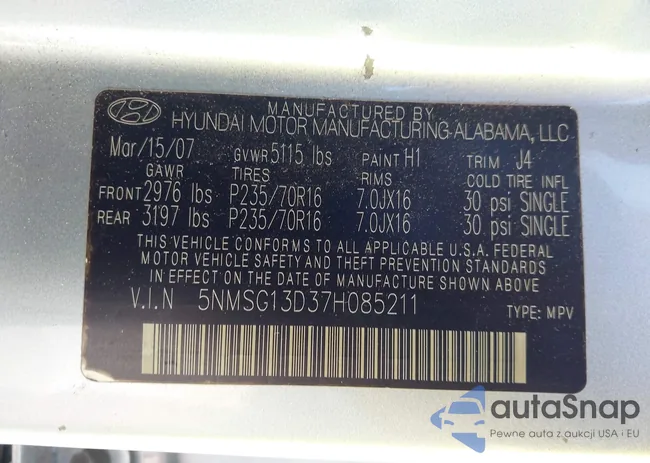 MANUFACTURED BY
HYUNDAI MOTOR MANUFACTURING ALABAMA, LLC
Mar/15/07 GVWR 5115 lbs PAINT H1 TRIM J4
GAWR TIRES RIMS COLD TIRE INFL
FRONT 2976 lbs P235/70R16 7.0JX16 30 psi SINGLE
REAR 3197 lbs P235/70R16 7.0JX16 30 psi SINGLE
THIS VEHICLE CONFORMS TO ALL APPLICABLE U.S.A. FEDERAL
MOTOR VEHICLE SAFETY AND THEFT PREVENTION STANDARDS
IN EFFECT ON THE DATE OF MANUFACTURE SHOWN ABOVE
V.I.N 5NMSG13D37H085211 TYPE: MPV
autaSnap
Pewne auta z aukcji USA i EU